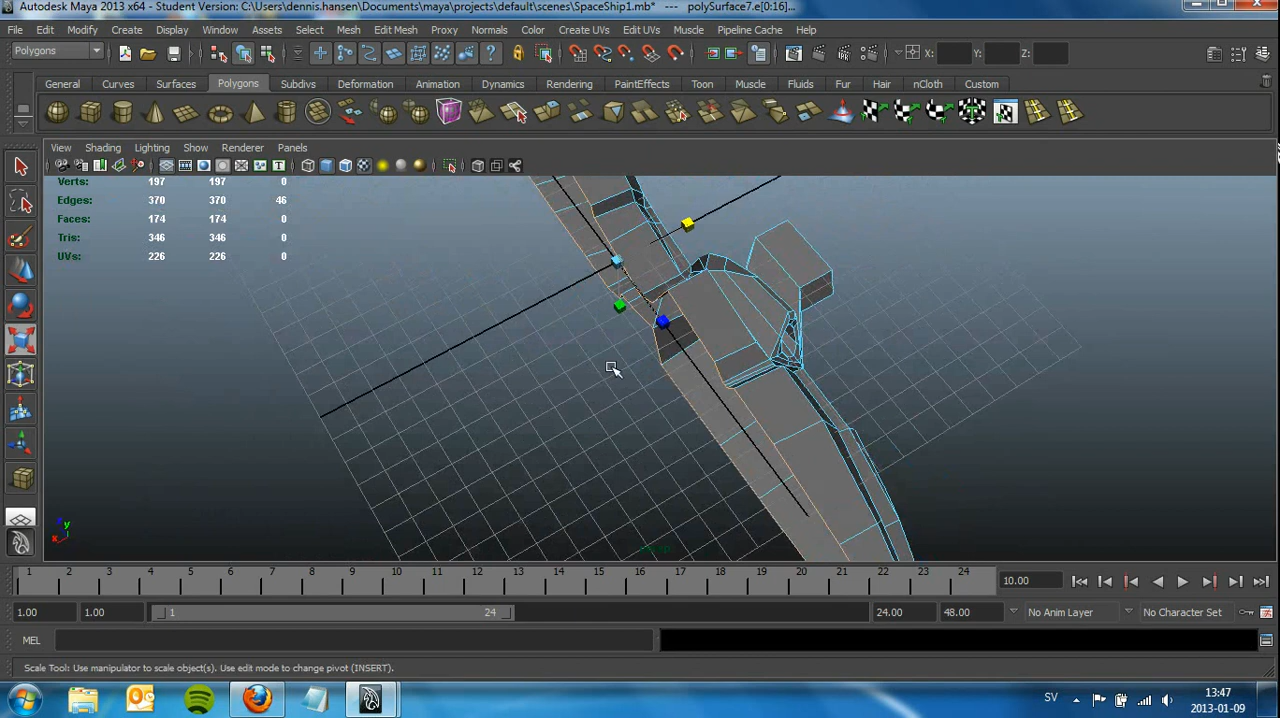 Autodesk Maya 2013 x64 - Student Version: C:\Users\dennis.hansen\Documents\maya\projects\default\scenes\SpaceShip1.mb* --- polySurface7.e[0:16]...
File Edit Modify Create Display Window Assets Select Mesh Edit Mesh Proxy Normals Color Create UVs Edit UVs Muscle Pipeline Cache Help
Polygons X: Y: Z:
General Curves Surfaces Polygons Subdivs Deformation Animation Dynamics Rendering PaintEffects Toon Muscle Fluids Fur Hair nCloth Custom
View Shading Lighting Show Renderer Panels
Verts: 197 197 0
Edges: 370 370 46
Faces: 174 174 0
Tris: 346 346 0
UVs: 226 226 0
y
x
persp
1 2 3 4 5 6 7 8 9 10 11 12 13 14 15 16 17 18 19 20 21 22 23 24 10.00
1.00 1.00 1 24 24.00 48.00 No Anim Layer No Character Set
MEL
Scale Tool: Use manipulator to scale object(s). Use edit mode to change pivot (INSERT).
SV 13:47
2013-01-09